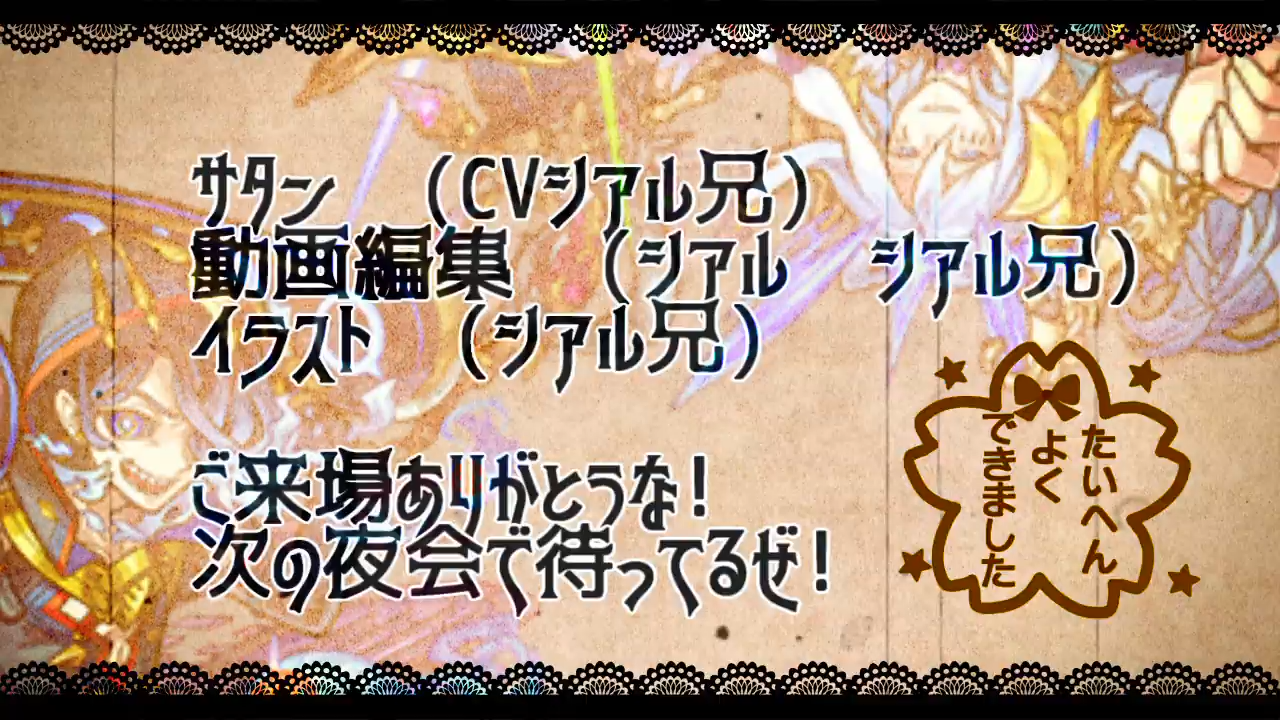 サタン　（CVシアル兄）
動画編集　（シアル　シアル兄）
イラスト　（シアル兄）
ご来場ありがとうな！
次の夜会で待ってるぜ！
たいへん
よく
できました